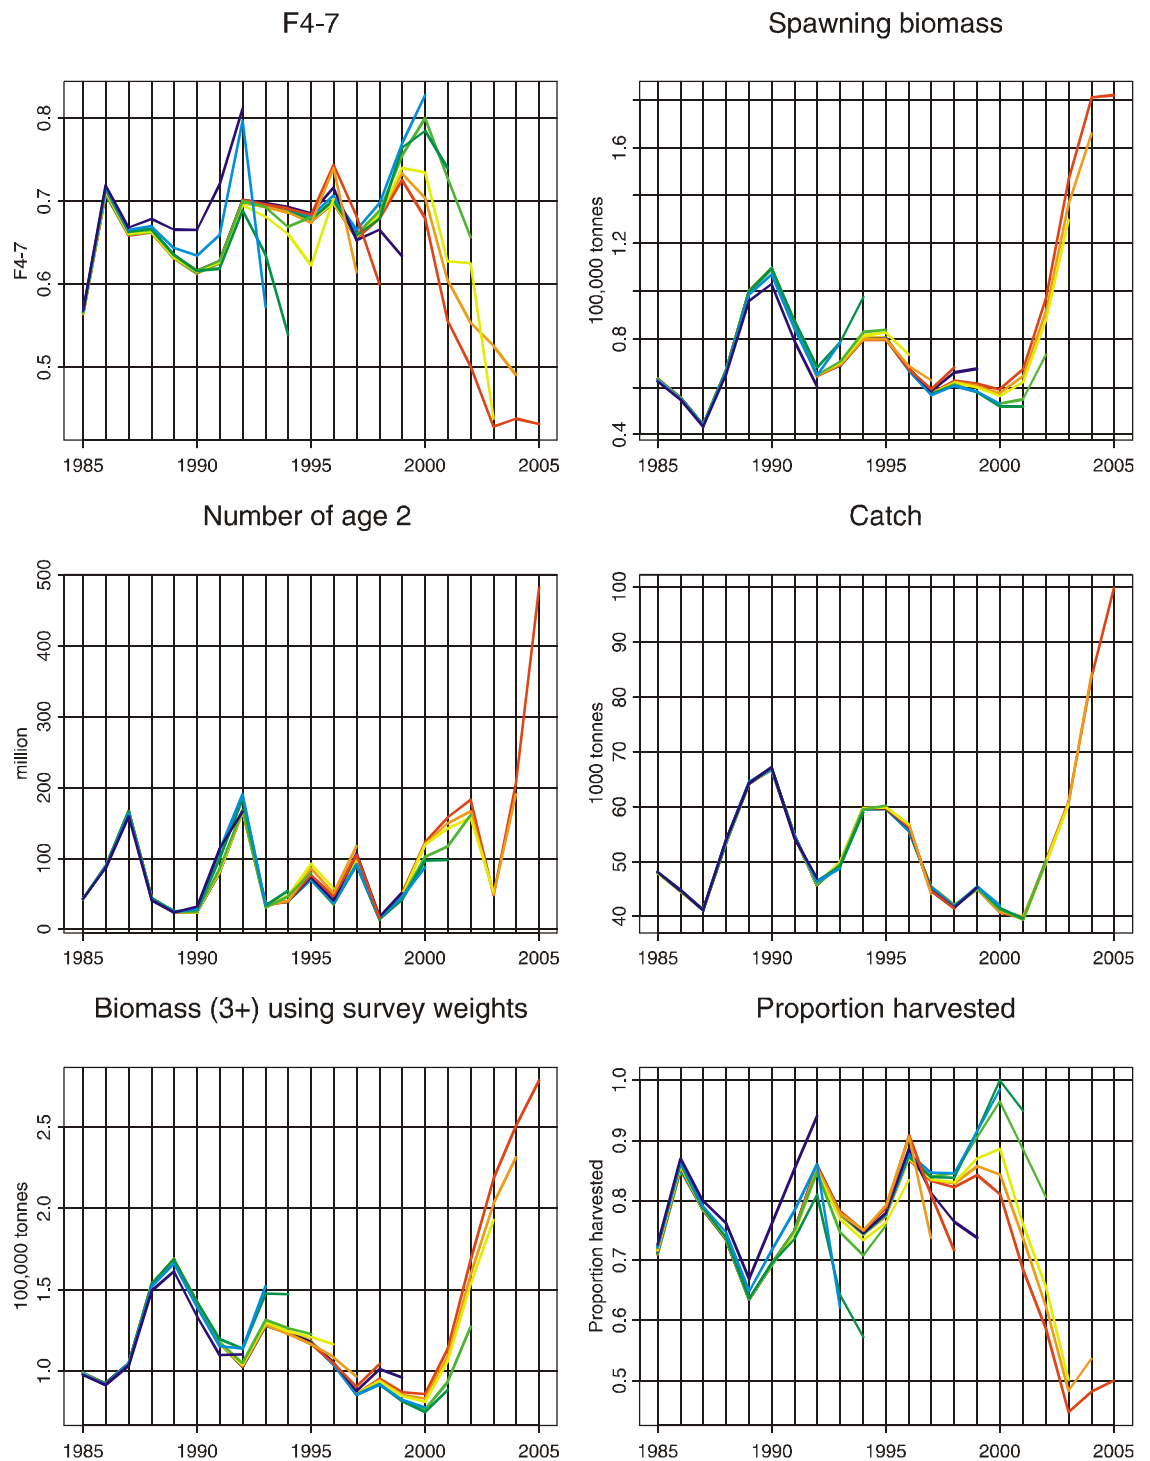 F4-7
Spawning biomass
F4-7
0.5 0.6 0.7 0.8
1985 1990 1995 2000 2005
100,000 tonnes
0.4 0.8 1.2 1.6
1985 1990 1995 2000 2005
Number of age 2
Catch
million
0 100 200 300 400 500
1985 1990 1995 2000 2005
1000 tonnes
40 50 60 70 80 90 100
1985 1990 1995 2000 2005
Biomass (3+) using survey weights
Proportion harvested
100,000 tonnes
1.0 1.5 2.0 2.5
1985 1990 1995 2000 2005
Proportion harvested
0.5 0.6 0.7 0.8 0.9 1.0
1985 1990 1995 2000 2005